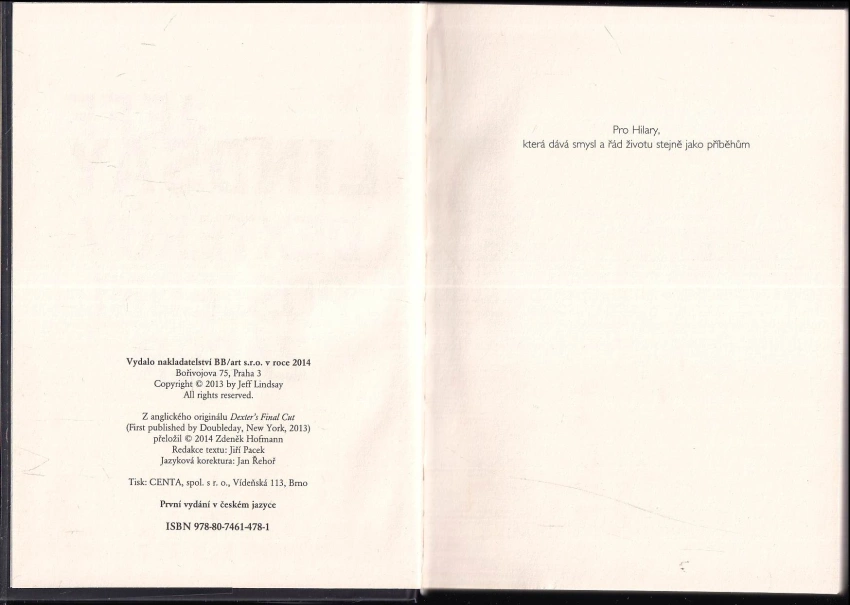 Vydalo nakladatelství BB/art s.r.o. v roce 2014
Bořivojova 75, Praha 3
Copyright © 2013 by Jeff Lindsay
All rights reserved.
Z anglického originálu Dexter's Final Cut
(First published by Doubleday, New York, 2013)
přeložil © 2014 Zdeněk Hofmann
Redakce textu: Jiří Pacek
Jazyková korektura: Jan Řehoř
Tisk: CENTA, spol. s r. o., Vídeňská 113, Brno
První vydání v českém jazyce
ISBN 978-80-7461-478-1
Pro Hilary,
která dává smysl a řád životu stejně jako příběhům